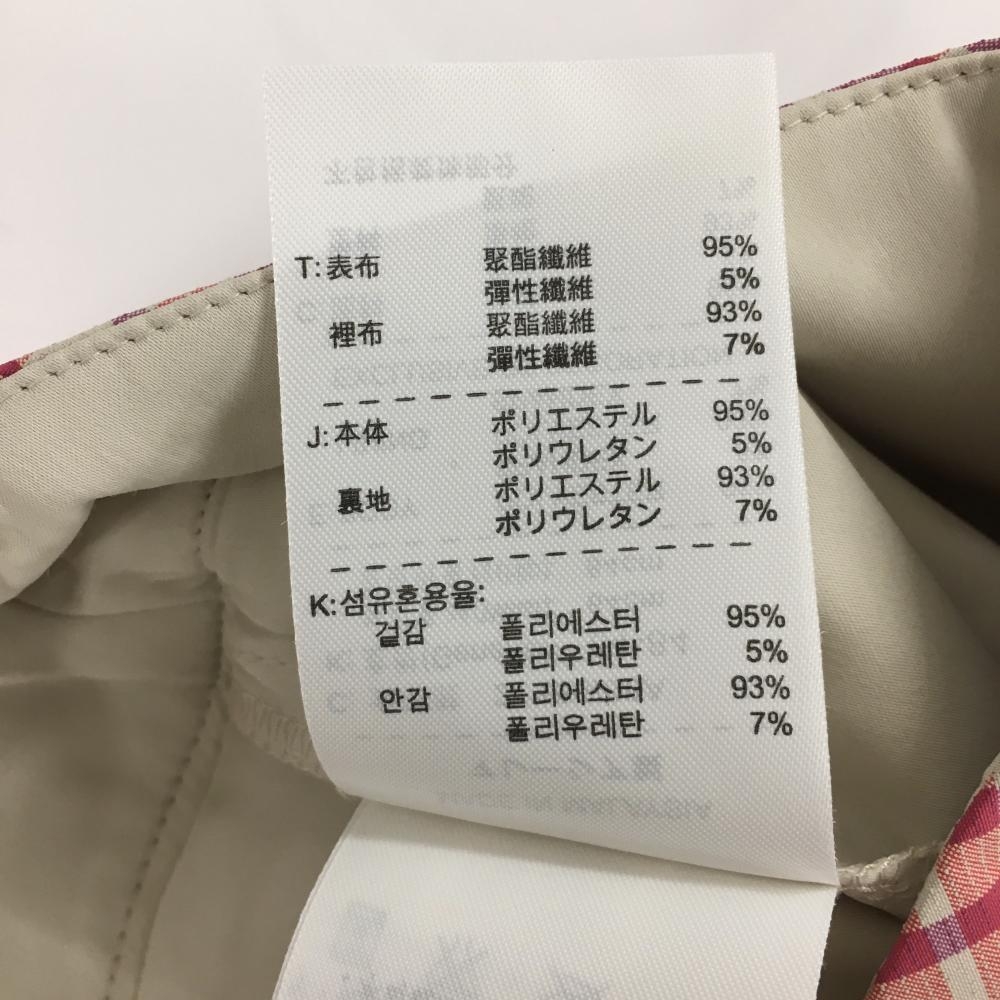 T:表布 聚酯纖維 95%
彈性纖維 5%
裡布 聚酯纖維 93%
彈性纖維 7%
J:本体 ポリエステル 95%
ポリウレタン 5%
裏地 ポリエステル 93%
ポリウレタン 7%
K:섬유혼용율:
겉감 폴리에스터 95%
폴리우레탄 5%
안감 폴리에스터 93%
폴리우레탄 7%